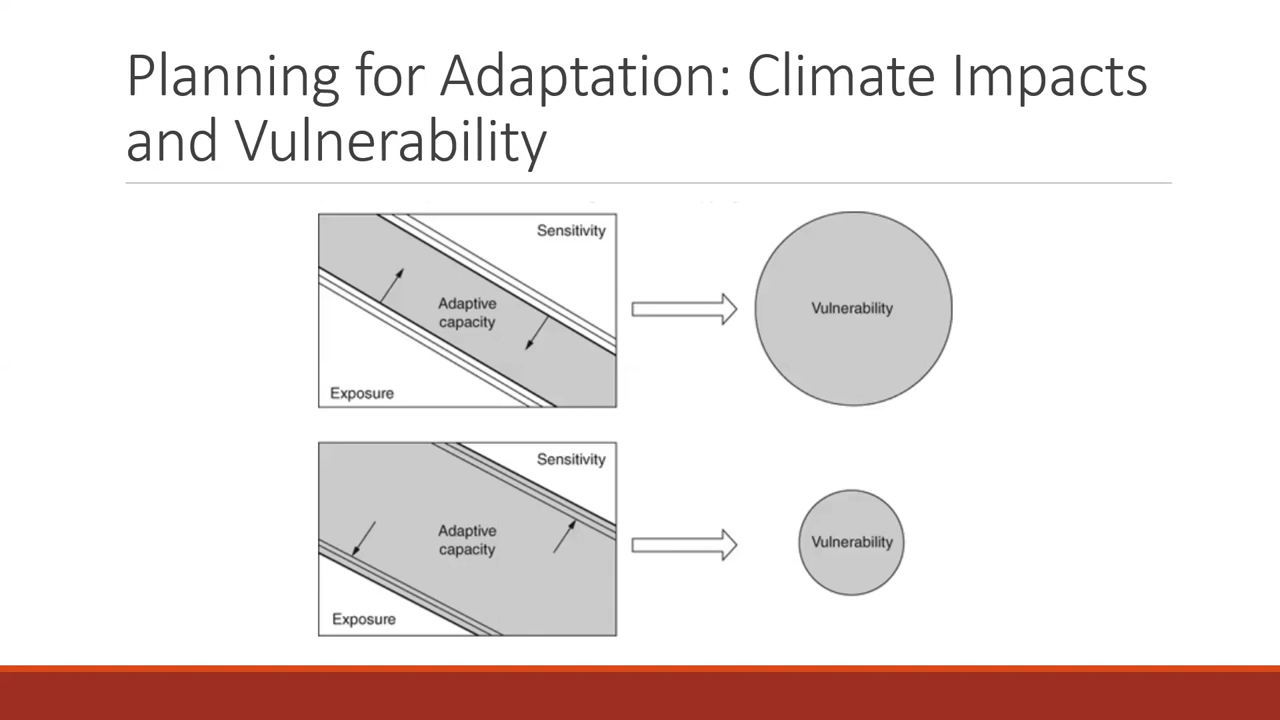 Planning for Adaptation: Climate Impacts
and Vulnerability
Sensitivity
Adaptive
capacity
Exposure
Vulnerability
Sensitivity
Adaptive
capacity
Exposure
Vulnerability